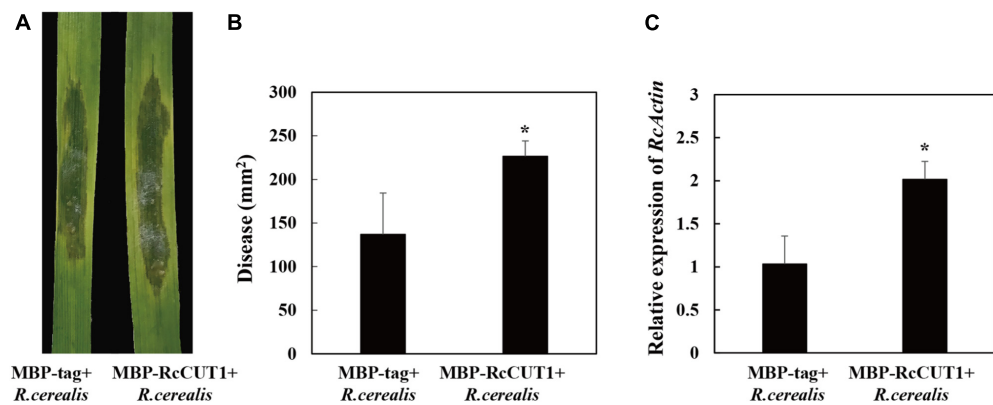 A
B
C
MBP-tag+
R.cerealis
MBP-RcCUT1+
R.cerealis
Disease (mm²)
300
250
200
150
100
50
0
*
MBP-tag+
R.cerealis
MBP-RcCUT1+
R.cerealis
Relative expression of RcActin
3
2.5
2
1.5
1
0.5
0
*
MBP-tag+
R.cerealis
MBP-RcCUT1+
R.cerealis